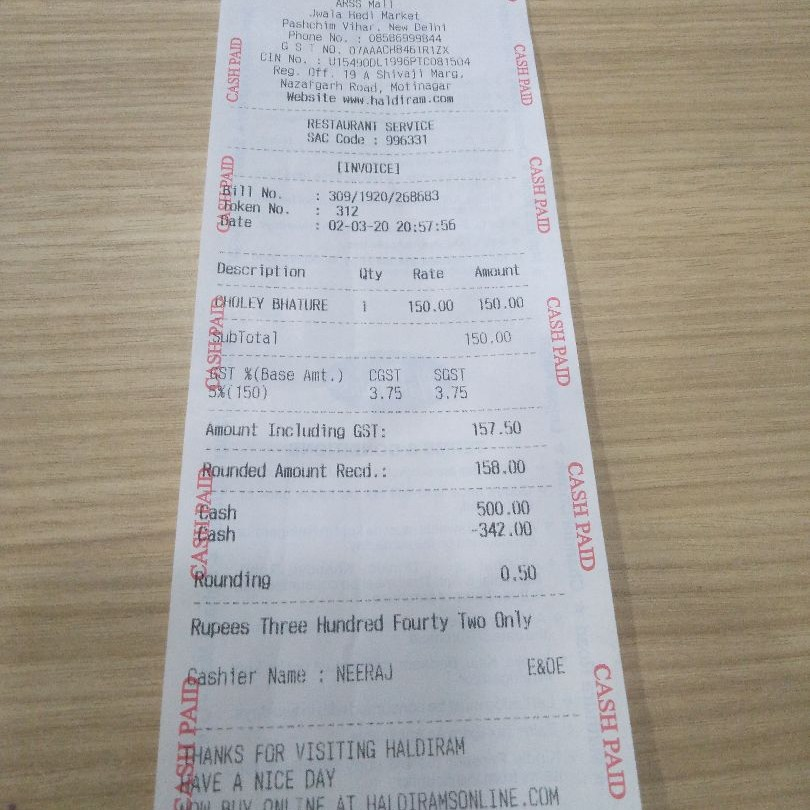 ARSS Mall
Jwala Hedi Market
Pashchim Vihar, New Delhi
Phone No. : 08586999844
G S T NO. 07AAACH8461R1ZX
CIN No. : U15490DL1996PTC081504
Reg. Off. 19 A Shivaji Marg,
Nazafgarh Road, Motinagar
Website www.haldiram.com
RESTAURANT SERVICE
SAC Code : 996331
[INVOICE]
Bill No. : 309/1920/268683
Token No. : 312
Date : 02-03-20 20:57:56
Description Qty Rate Amount
CHOLEY BHATURE 1 150.00 150.00
SubTotal 150.00
GST %(Base Amt.) CGST SGST
5%(150) 3.75 3.75
Amount Including GST: 157.50
Rounded Amount Recd.: 158.00
Cash 500.00
Cash -342.00
Rounding 0.50
Rupees Three Hundred Fourty Two Only
Cashier Name : NEERAJ E&OE
THANKS FOR VISITING HALDIRAM
HAVE A NICE DAY
NOW BUY ONLINE AT HALDIRAMSONLINE.COM
CASH PAID
CASH PAID
CASH PAID
CASH PAID
CASH PAID
CASH PAID
CASH PAID
CASH PAID
CASH PAID
CASH PAID